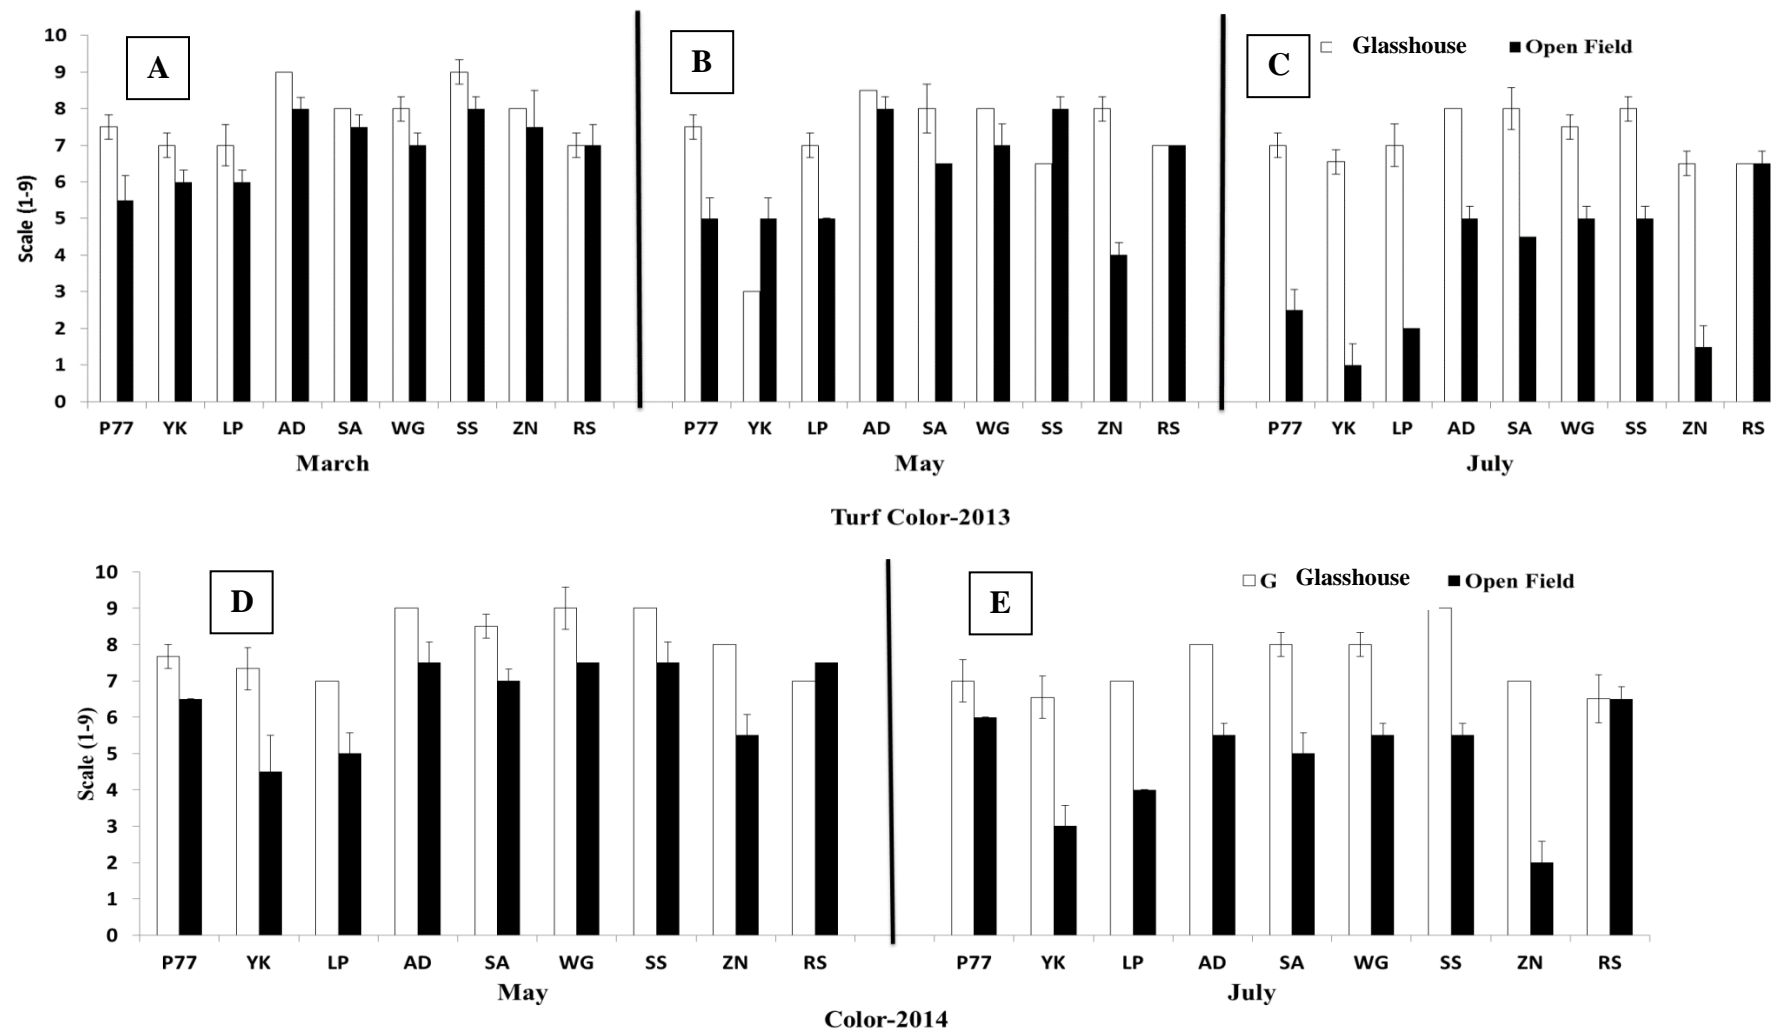 A
B
C
Glasshouse
Open Field
10
9
8
7
6
5
4
3
2
1
0
Scale (1-9)
P77 YK LP AD SA WG SS ZN RS
P77 YK LP AD SA WG SS ZN RS
P77 YK LP AD SA WG SS ZN RS
March
May
July
Turf Color-2013
D
E
G Glasshouse
Open Field
10
9
8
7
6
5
4
3
2
1
0
Scale (1-9)
P77 YK LP AD SA WG SS ZN RS
P77 YK LP AD SA WG SS ZN RS
May
July
Color-2014